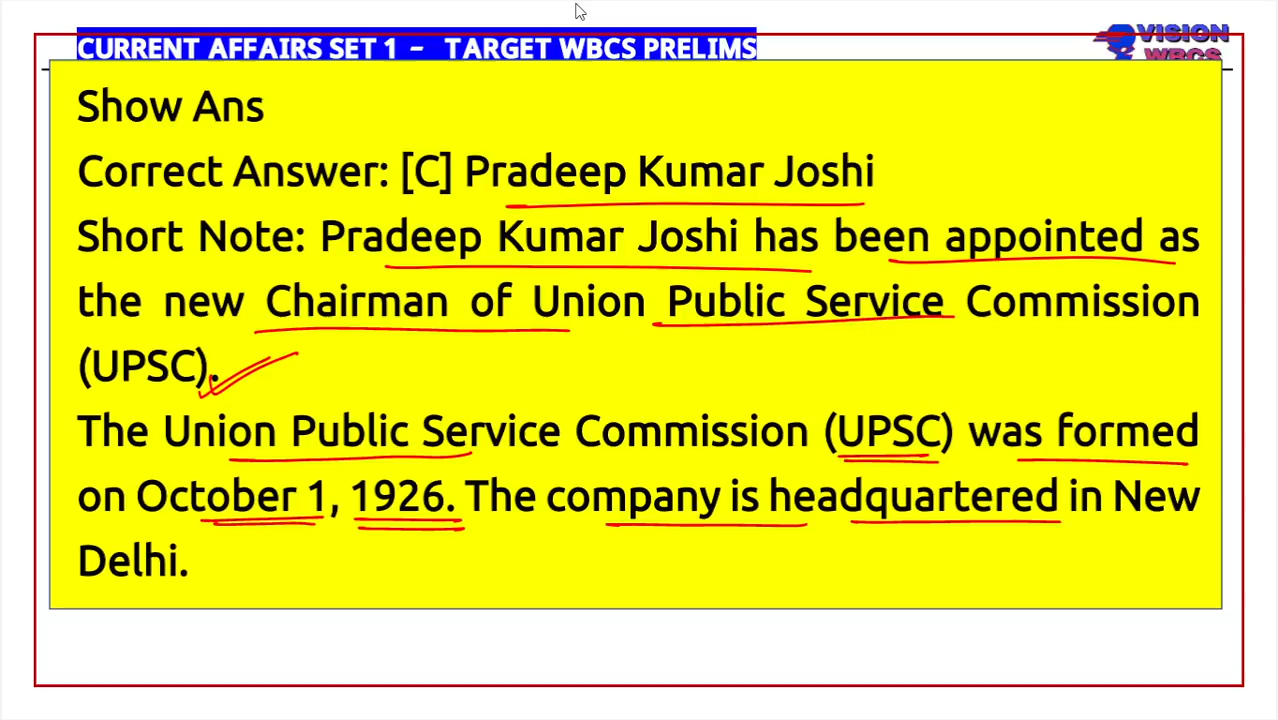 CURRENT AFFAIRS SET 1 – TARGET WBCS PRELIMS
VISION
WBCS
Show Ans
Correct Answer: [C] Pradeep Kumar Joshi
Short Note: Pradeep Kumar Joshi has been appointed as
the new Chairman of Union Public Service Commission
(UPSC).
The Union Public Service Commission (UPSC) was formed
on October 1, 1926. The company is headquartered in New
Delhi.